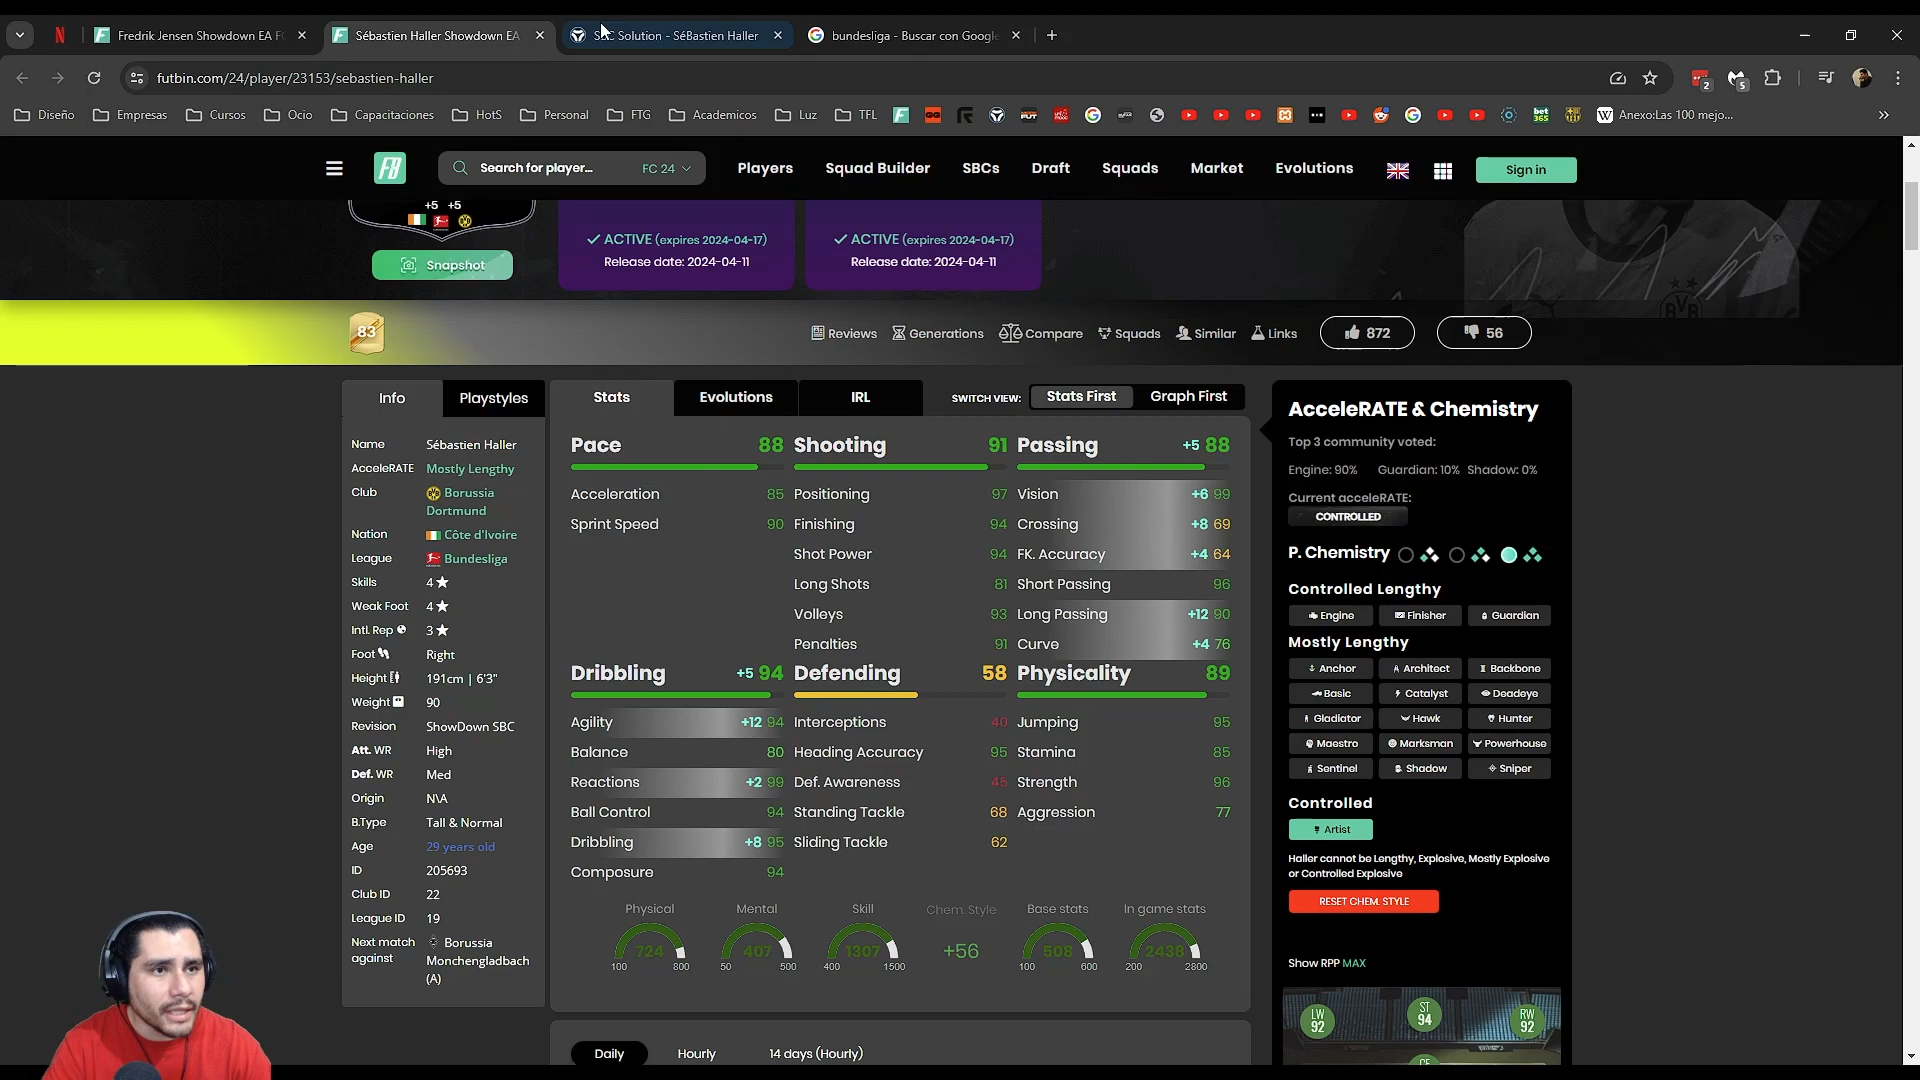 Fredrik Jensen Showdown EA F
Sébastien Haller Showdown EA
SBC Solution - SéBastien Haller
bundesliga - Buscar con Google
futbin.com/24/player/23153/sebastien-haller
2
5
Diseño Empresas Cursos Ocio Capacitaciones HotS Personal FTG Academicos Luz TFL bet365 Anexo:Las 100 mejo...
FB Search for player... FC 24 Players Squad Builder SBCs Draft Squads Market Evolutions Sign in
+5 +5
Snapshot
ACTIVE (expires 2024-04-17)
Release date: 2024-04-11
ACTIVE (expires 2024-04-17)
Release date: 2024-04-11
83 Reviews Generations Compare Squads Similar Links 872 56
Info Playstyles
Name Sébastien Haller
AcceleRATE Mostly Lengthy
Club Borussia Dortmund
Nation Côte d'Ivoire
League Bundesliga
Skills 4
Weak Foot 4
Intl. Rep 3
Foot Right
Height 191cm | 6'3"
Weight 90
Revision ShowDown SBC
Att. WR High
Def. WR Med
Origin N\A
B.Type Tall & Normal
Age 29 years old
ID 205693
Club ID 22
League ID 19
Next match against Borussia Monchengladbach (A)
Stats Evolutions IRL SWITCH VIEW: Stats First Graph First
Pace 88
Acceleration 85
Sprint Speed 90
Shooting 91
Positioning 97
Finishing 94
Shot Power 94
Long Shots 81
Volleys 93
Penalties 91
Passing +5 88
Vision +6 99
Crossing +8 69
FK. Accuracy +4 64
Short Passing 96
Long Passing +12 90
Curve +4 76
Dribbling +5 94
Agility +12 94
Balance 80
Reactions +2 99
Ball Control 94
Dribbling +8 95
Composure 94
Defending 58
Interceptions 40
Heading Accuracy 95
Def. Awareness 45
Standing Tackle 68
Sliding Tackle 62
Physicality 89
Jumping 95
Stamina 85
Strength 96
Aggression 77
Physical 724 100 800
Mental 407 50 500
Skill 1307 400 1500
Chem. Style +56
Base stats 508 100 600
In game stats 2438 200 2800
Daily Hourly 14 days (Hourly)
AcceleRATE & Chemistry
Top 3 community voted:
Engine: 90% Guardian: 10% Shadow: 0%
Current acceleRATE:
CONTROLLED
P. Chemistry
Controlled Lengthy
Engine Finisher Guardian
Mostly Lengthy
Anchor Architect Backbone
Basic Catalyst Deadeye
Gladiator Hawk Hunter
Maestro Marksman Powerhouse
Sentinel Shadow Sniper
Controlled
Artist
Haller cannot be Lengthy, Explosive, Mostly Explosive
or Controlled Explosive
RESET CHEM. STYLE
Show RPP MAX
LW 92
ST 94
RW 92